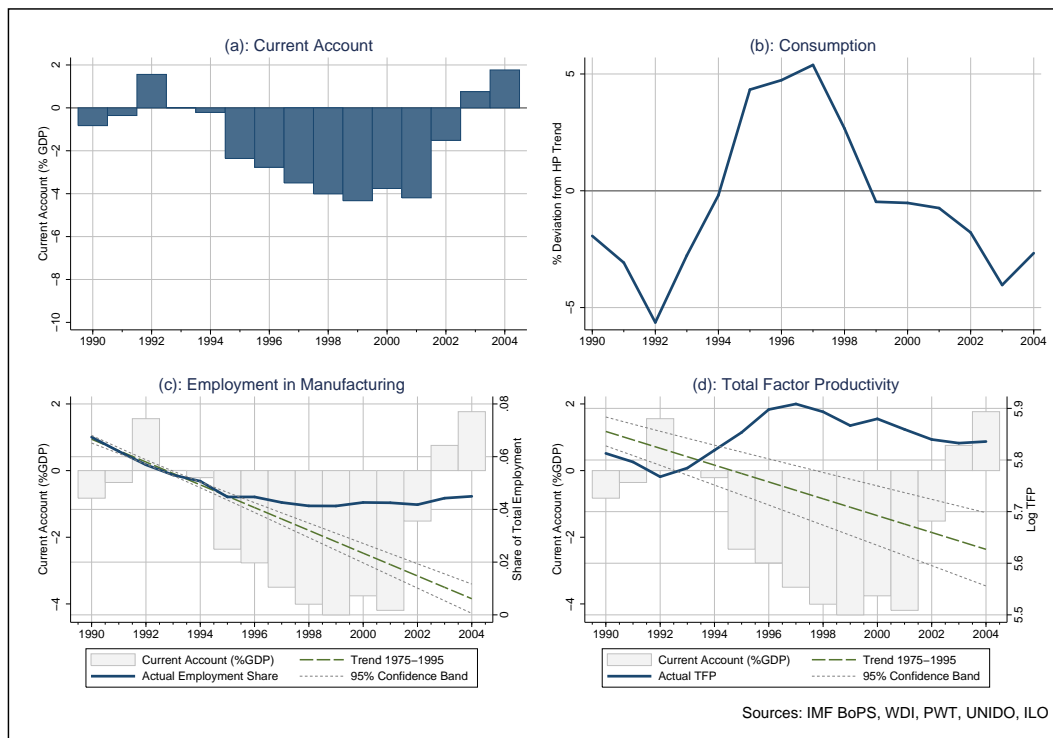 (a): Current Account
Current Account (% GDP)
2
0
−2
−4
−6
−8
−10
1990 1992 1994 1996 1998 2000 2002 2004
(b): Consumption
% Deviation from HP Trend
5
0
−5
1990 1992 1994 1996 1998 2000 2002 2004
(c): Employment in Manufacturing
Current Account (%GDP)
2
0
−2
−4
Share of Total Employment
.08
.06
.04
.02
0
1990 1992 1994 1996 1998 2000 2002 2004
Current Account (%GDP) Trend 1975−1995
Actual Employment Share 95% Confidence Band
(d): Total Factor Productivity
Current Account (%GDP)
2
0
−2
−4
Log TFP
5.9
5.8
5.7
5.6
5.5
1990 1992 1994 1996 1998 2000 2002 2004
Current Account (%GDP) Trend 1975−1995
Actual TFP 95% Confidence Band
Sources: IMF BoPS, WDI, PWT, UNIDO, ILO